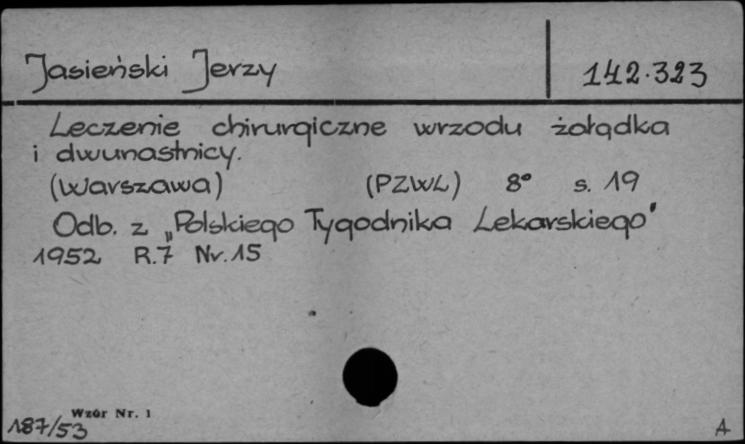 Jasieński Jerzy
142.323
Leczenie chirurgiczne wrzodu żołądka
i dwunastnicy.
(Warszawa) (PZWL) 8° s. 19
Odb. z „Polskiego Tygodnika Lekarskiego"
1952 R.7 Nr.15
Wzór Nr. 1
187/53
A